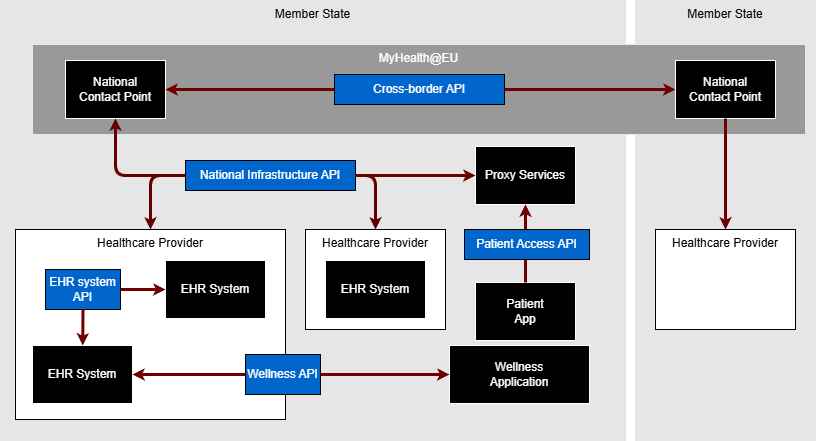 Member State
Member State
MyHealth@EU
National
Contact Point
Cross-border API
National
Contact Point
National Infrastructure API
Proxy Services
Healthcare Provider
Healthcare Provider
Patient Access API
Healthcare Provider
EHR system
API
EHR System
EHR System
Patient
App
EHR System
Wellness API
Wellness
Application